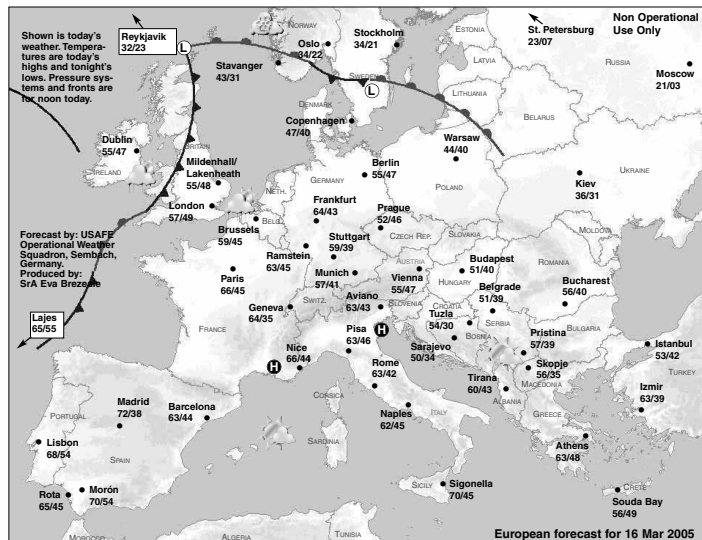 Shown is today's
weather. Tempera-
tures are today's
highs and tonight's
lows. Pressure sys-
tems and fronts are
for noon today.
Reykjavik
32/23
L
NORWAY
Oslo
34/22
Stockholm
34/21
ESTONIA
St. Petersburg
23/07
Non Operational
Use Only
LATVIA
RUSSIA
Moscow
21/03
Stavanger
43/31
SWEDEN
L
LITHUANIA
DENMARK
Copenhagen
47/40
BELARUS
Dublin
55/47
IRELAND
BRITAIN
Mildenhall/
Lakenheath
55/48
Warsaw
44/40
Berlin
55/47
GERMANY
POLAND
UKRAINE
Kiev
36/31
NETH.
London
57/49
Frankfurt
64/43
Prague
52/46
BELG.
Brussels
59/45
CZECH REP.
SLOVAKIA
MOLDOVA
Forecast by: USAFE
Operational Weather
Squadron, Sembach,
Germany.
Produced by:
SrA Eva Brezeale
Stuttgart
59/39
Ramstein
63/45
Paris
66/45
Munich
57/41
AUSTRIA
Vienna
55/47
Budapest
51/40
HUNGARY
ROMANIA
Lajes
65/55
Geneva
64/35
SWITZ.
Aviano
63/43
SLOVENIA
CROATIA
Belgrade
51/39
Bucharest
56/40
FRANCE
Tuzla
54/30
BOSNIA
SERBIA
Pisa
63/46
H
Nice
66/44
H
Sarajevo
50/34
Pristina
57/39
BULGARIA
Istanbul
53/42
Skopje
56/35
Rome
63/42
Tirana
60/43
MACEDONIA
ALBANIA
TURKEY
Izmir
63/39
Madrid
72/38
Barcelona
63/44
CORSICA
PORTUGAL
Naples
62/45
ITALY
GREECE
Lisbon
68/54
SARDINIA
Athens
63/48
SPAIN
Rota
65/45
Morón
70/54
SICILY
Sigonella
70/45
CRETE
Souda Bay
56/49
MOROCCO
ALGERIA
TUNISIA
European forecast for 16 Mar 2005